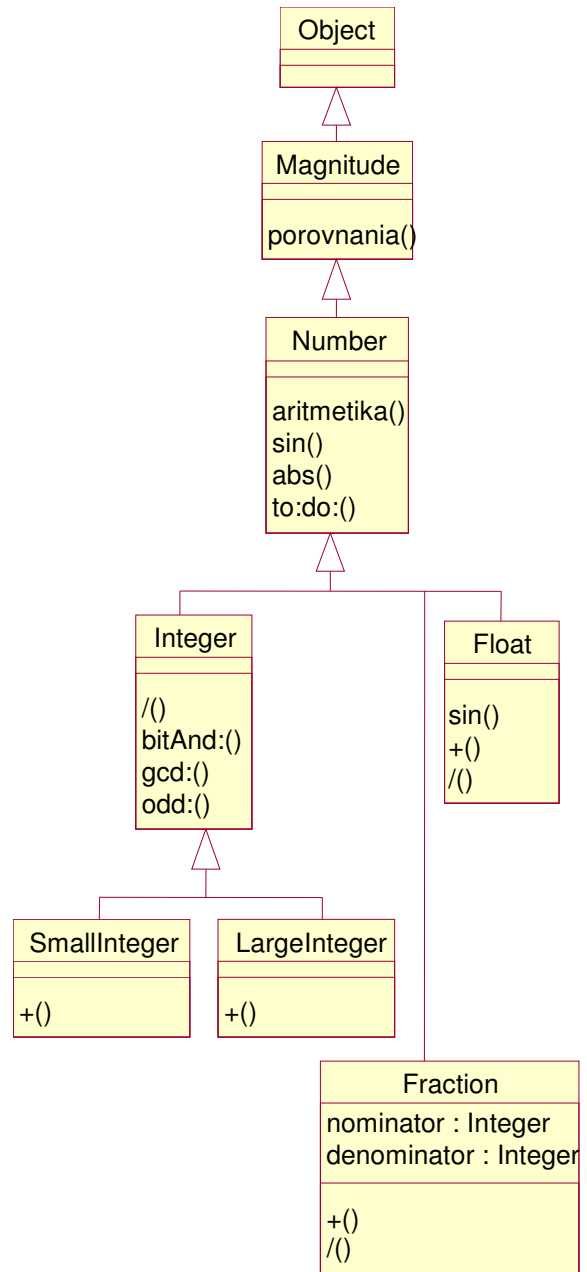 Object
Magnitude
porovnania()
Number
aritmetika()
sin()
abs()
to:do:()
Integer
/()
bitAnd:()
gcd:()
odd:()
Float
sin()
+()
/()
SmallInteger
+()
LargeInteger
+()
Fraction
nominator : Integer
denominator : Integer
+()
/()